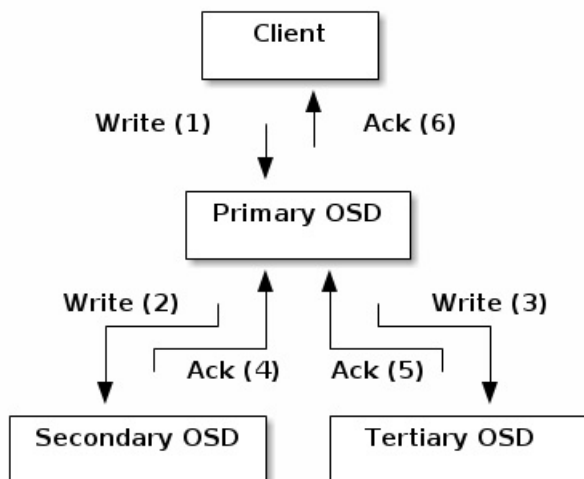 Client
Write (1) Ack (6)
Primary OSD
Write (2) Write (3)
Ack (4) Ack (5)
Secondary OSD Tertiary OSD